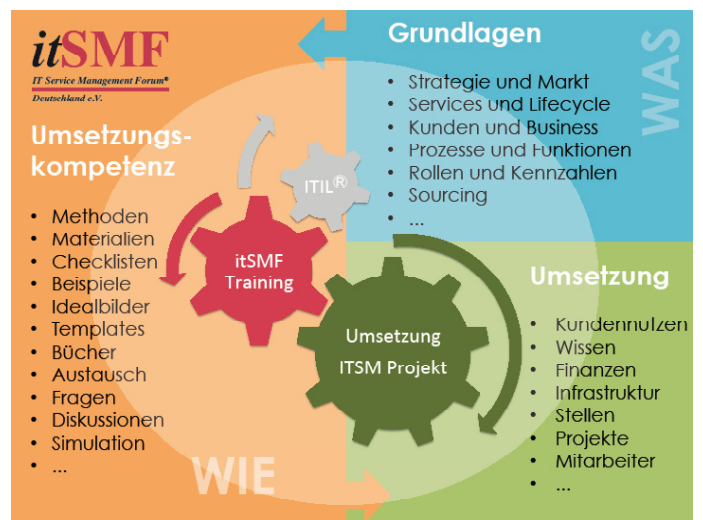 itSMF
IT Service Management Forum®
Deutschland e.V.
Umsetzungs-
kompetenz
• Methoden
• Materialien
• Checklisten
• Beispiele
• Idealbilder
• Templates
• Bücher
• Austausch
• Fragen
• Diskussionen
• Simulation
• ...
WIE
Grundlagen
• Strategie und Markt
• Services und Lifecycle
• Kunden und Business
• Prozesse und Funktionen
• Rollen und Kennzahlen
• Sourcing
• ...
WAS
ITIL®
itSMF
Training
Umsetzung
ITSM Projekt
Umsetzung
• Kundennutzen
• Wissen
• Finanzen
• Infrastruktur
• Stellen
• Projekte
• Mitarbeiter
• ...